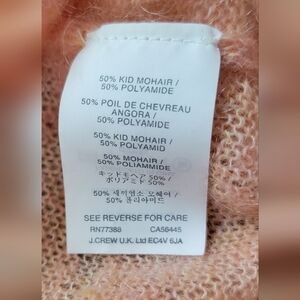 50% KID MOHAIR /
50% POLYAMIDE
50% POIL DE CHEVREAU
ANGORA /
50% POLYAMIDE
50% KID MOHAIR /
50% POLYAMID
50% MOHAIR /
50% POLIAMMIDE
キッドモヘア 50% /
ポリアミド 50%
50% 새끼염소 모헤어 /
50% 폴리아미드
SEE REVERSE FOR CARE
RN77388 CA56445
J.CREW U.K. Ltd EC4V 6JA